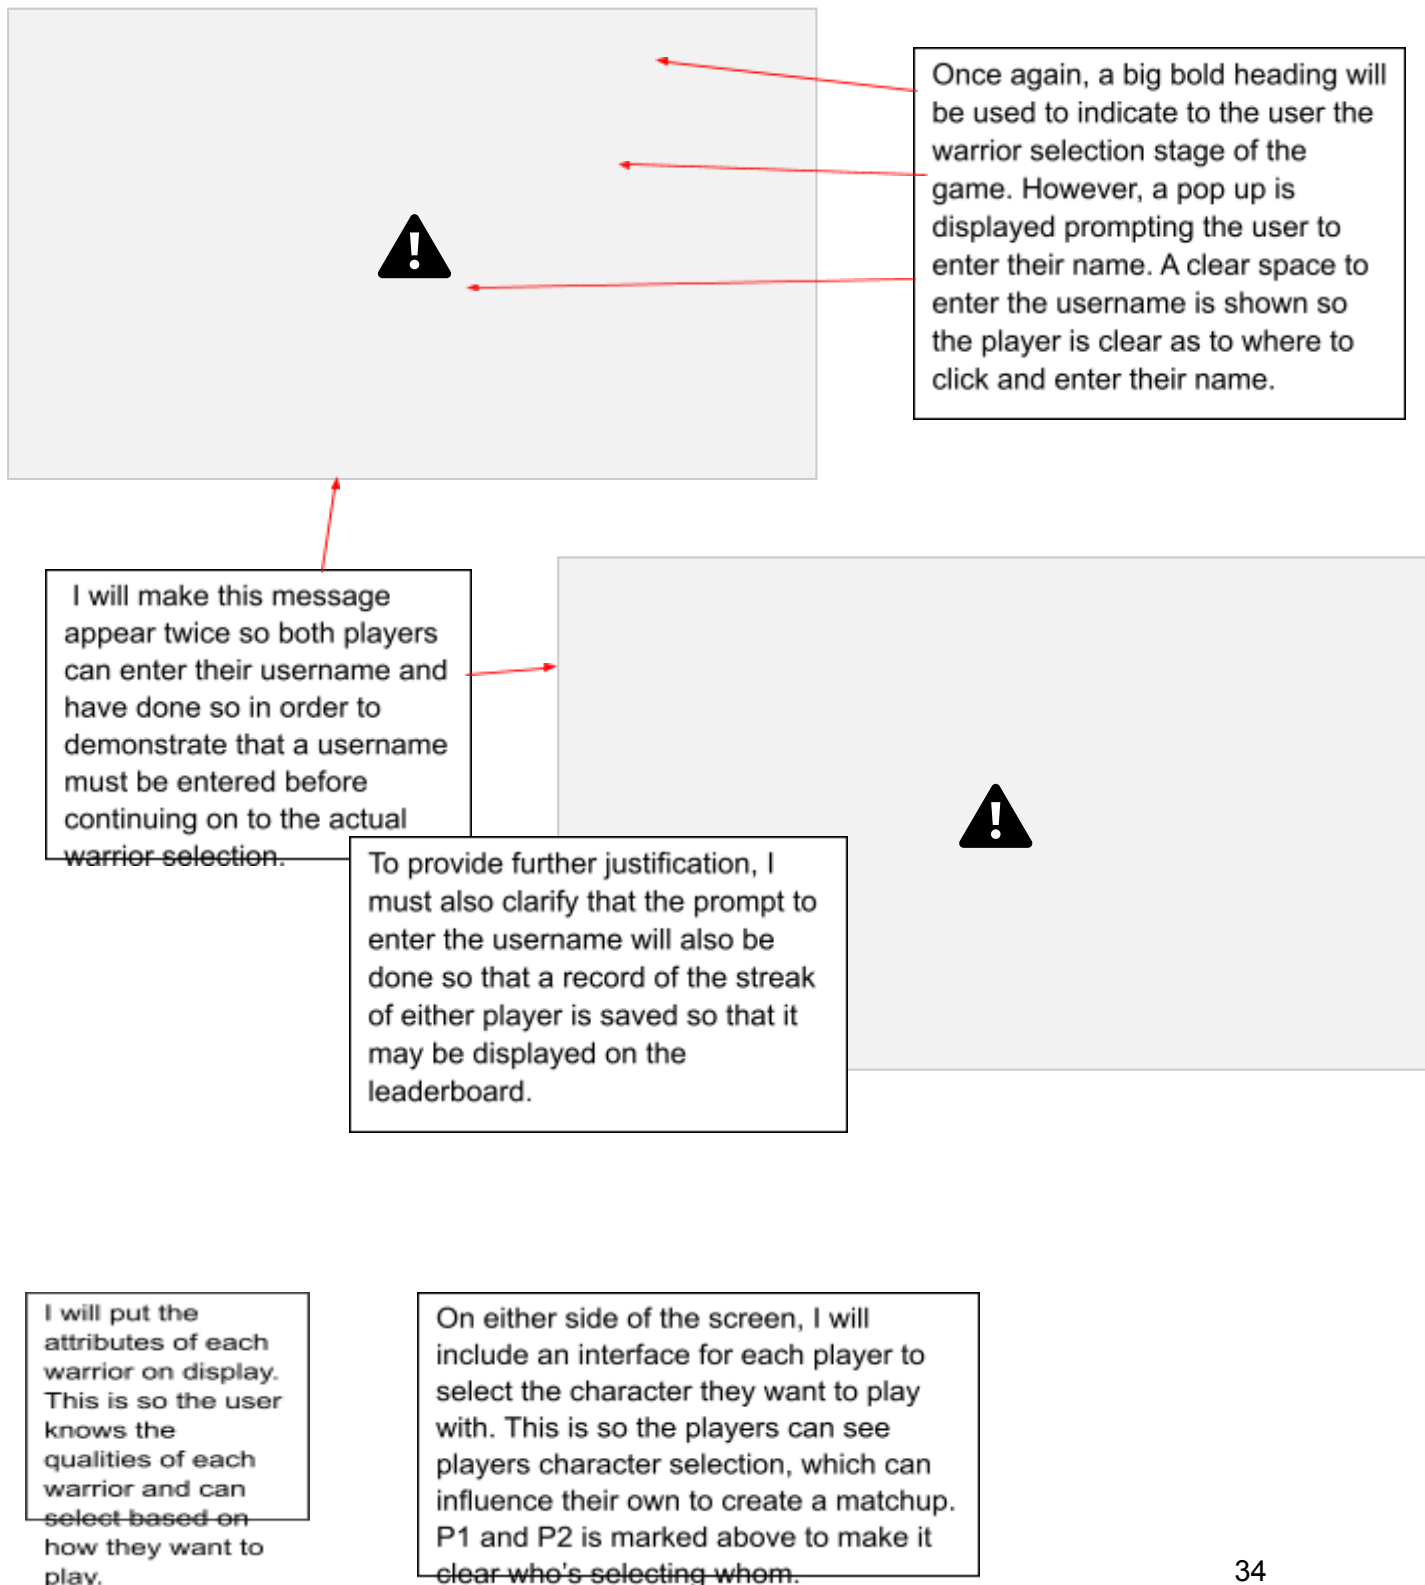 Once again, a big bold heading will
be used to indicate to the user the
warrior selection stage of the
game. However, a pop up is
displayed prompting the user to
enter their name. A clear space to
enter the username is shown so
the player is clear as to where to
click and enter their name.
I will make this message
appear twice so both players
can enter their username and
have done so in order to
demonstrate that a username
must be entered before
continuing on to the actual
warrior selection.
To provide further justification, I
must also clarify that the prompt to
enter the username will also be
done so that a record of the streak
of either player is saved so that it
may be displayed on the
leaderboard.
I will put the
attributes of each
warrior on display.
This is so the user
knows the
qualities of each
warrior and can
select based on
how they want to
play.
On either side of the screen, I will
include an interface for each player to
select the character they want to play
with. This is so the players can see
players character selection, which can
influence their own to create a matchup.
P1 and P2 is marked above to make it
clear who's selecting whom.
34